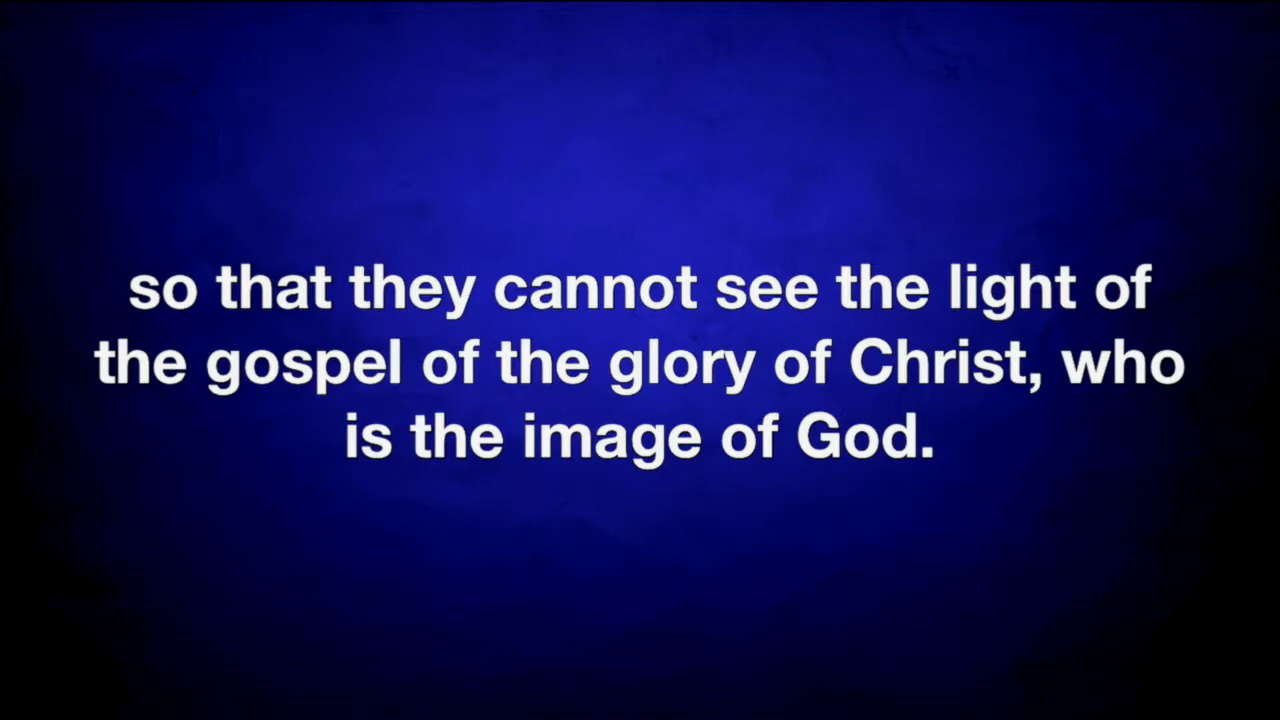 so that they cannot see the light of
the gospel of the glory of Christ, who
is the image of God.